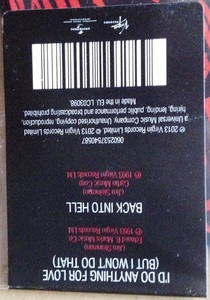 I'D DO ANYTHING FOR LOVE
(BUT I WON'T DO THAT)
(Jim Steinman)
Edward B Marks Music Co
℗ 1993 Virgin Records Ltd
BACK INTO HELL
(Jim Steinman)
Carlin Music Corp
℗ 1993 Virgin Records Ltd
0602537540587
℗ 2013 Virgin Records Limited © 2013 Virgin Records Limited
a Universal Music Company. Unauthorised copying, reproduction,
hiring, lending, public performance and broadcasting prohibited.
Made in the EU. LC03098.
Virgin
UNIVERSAL